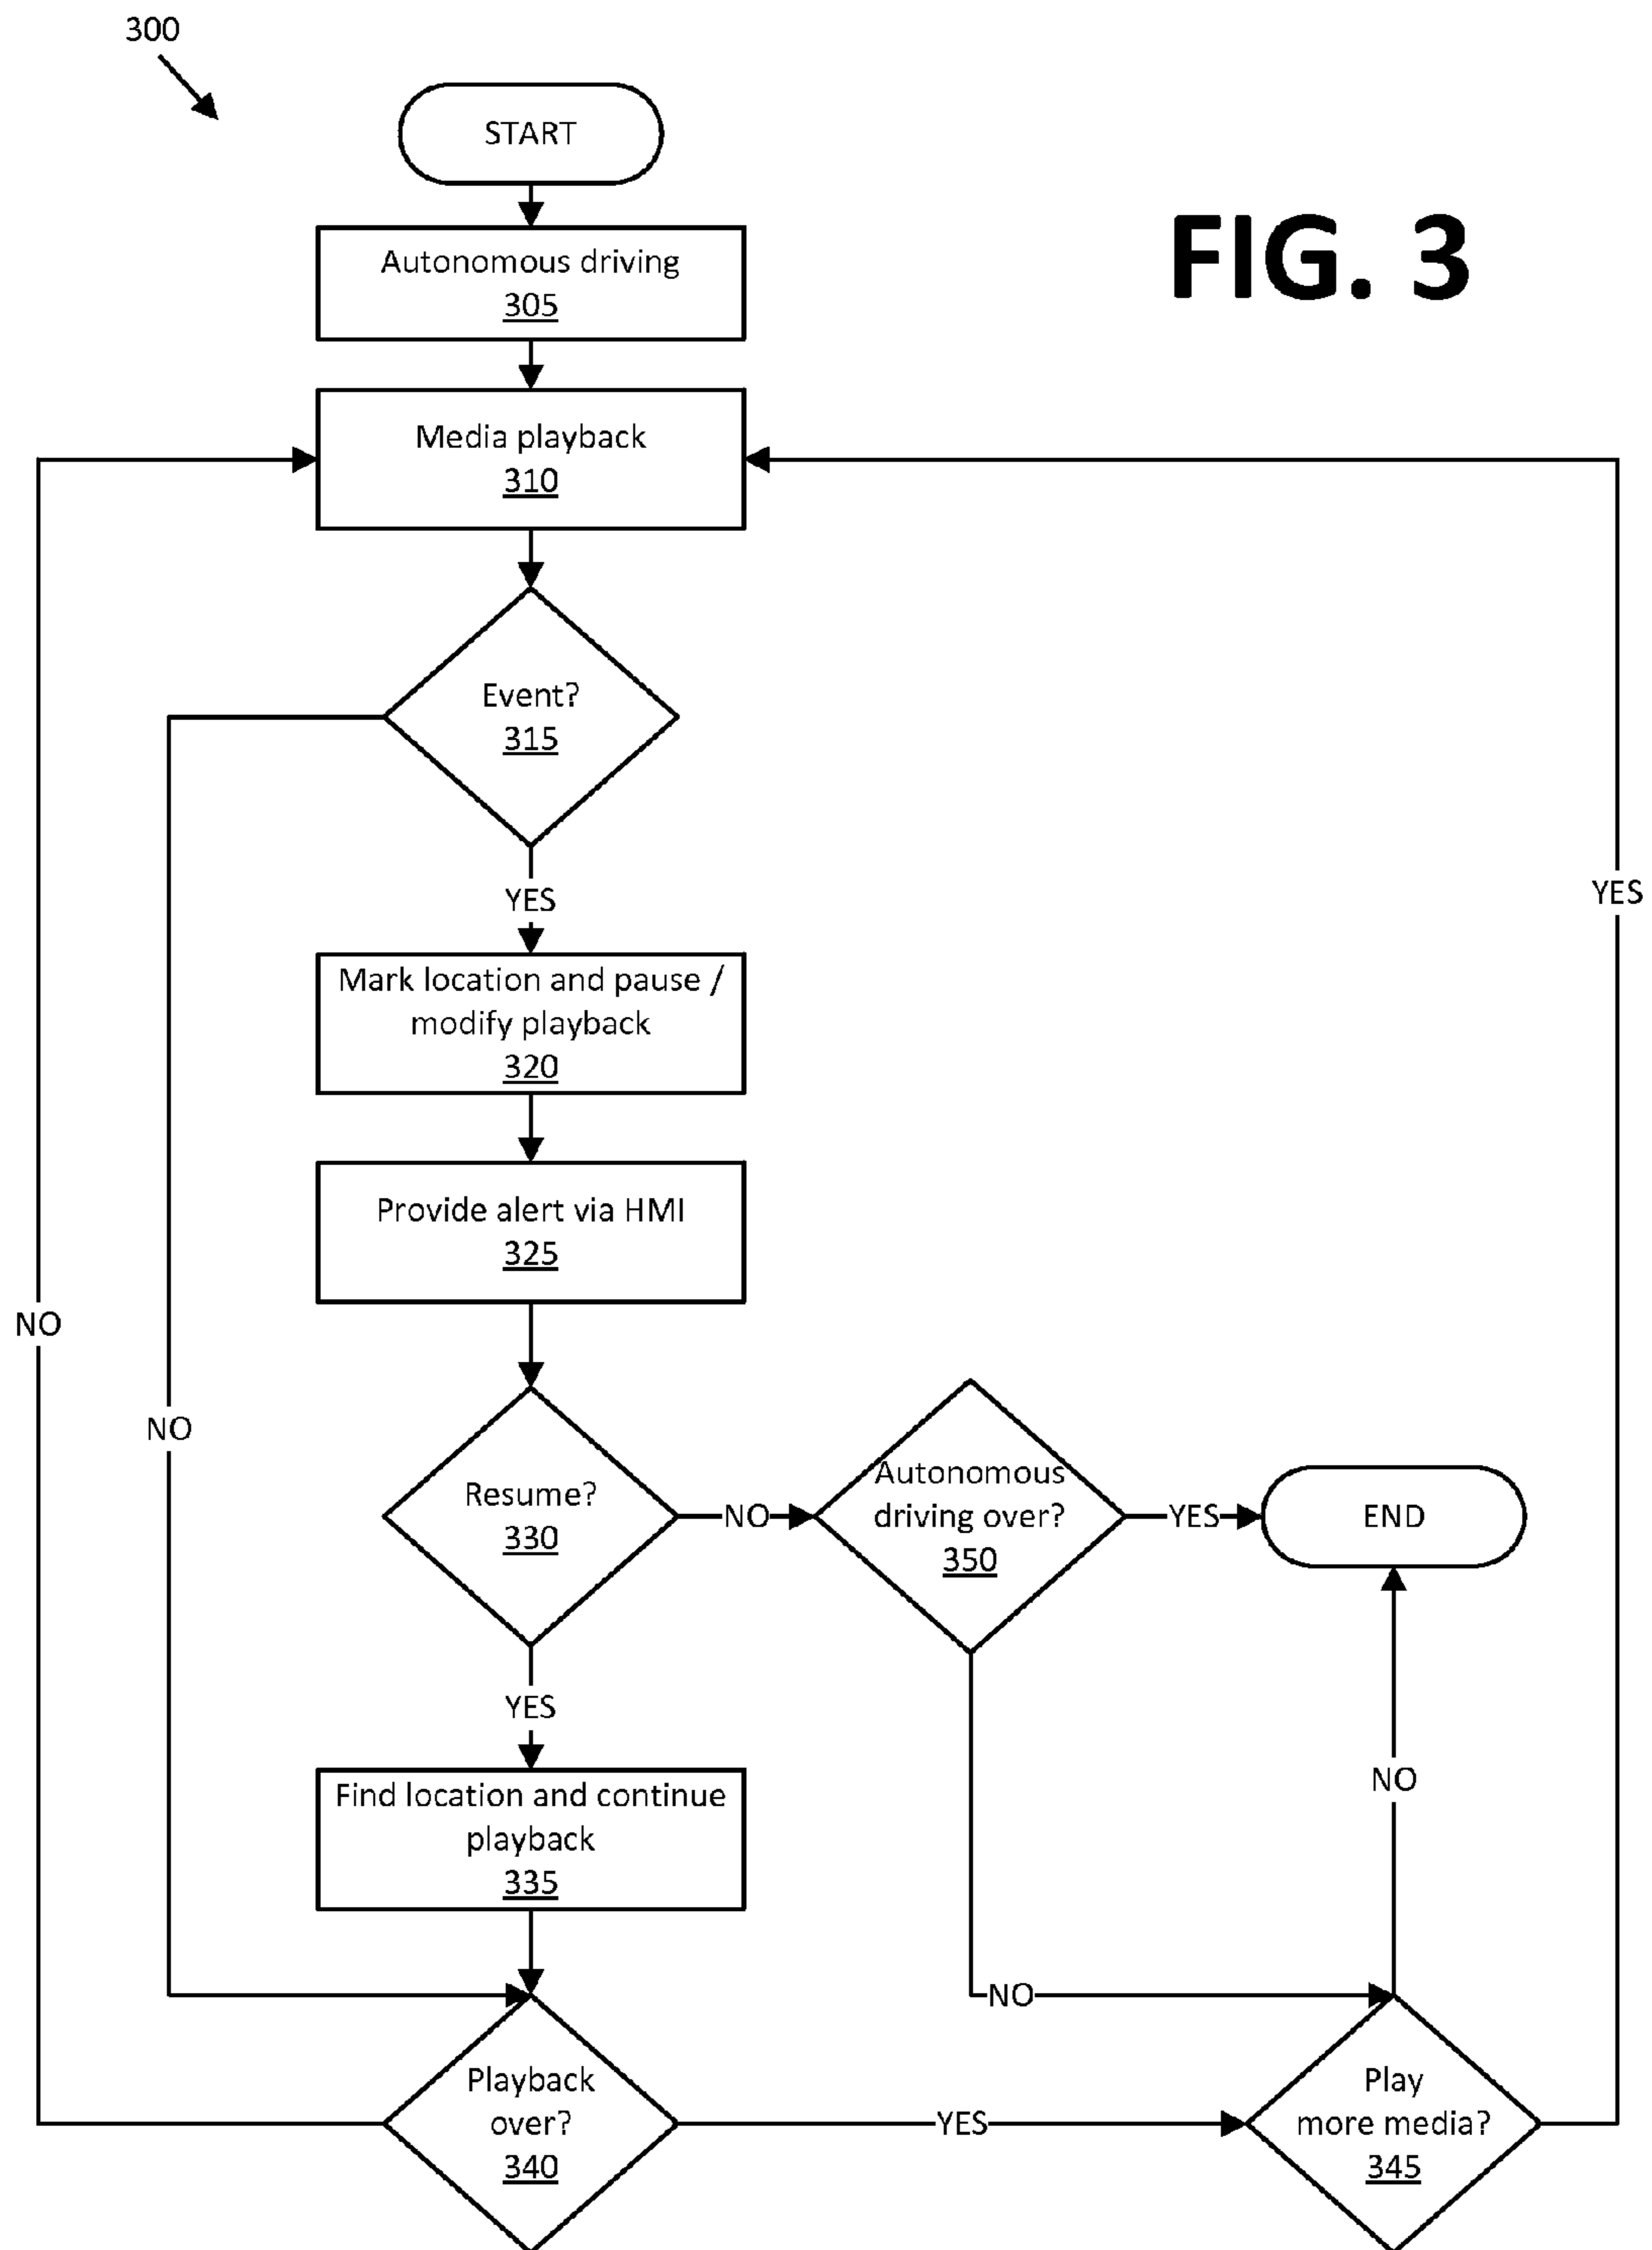 300
START
FIG. 3
Autonomous driving
305
Media playback
310
Event?
315
YES
YES
Mark location and pause /
modify playback
320
Provide alert via HMI
325
NO
NO
Resume?
330
NO
Autonomous
driving over?
350
YES
END
YES
Find location and continue
playback
335
NO
NO
Playback
over?
340
YES
Play
more media?
345